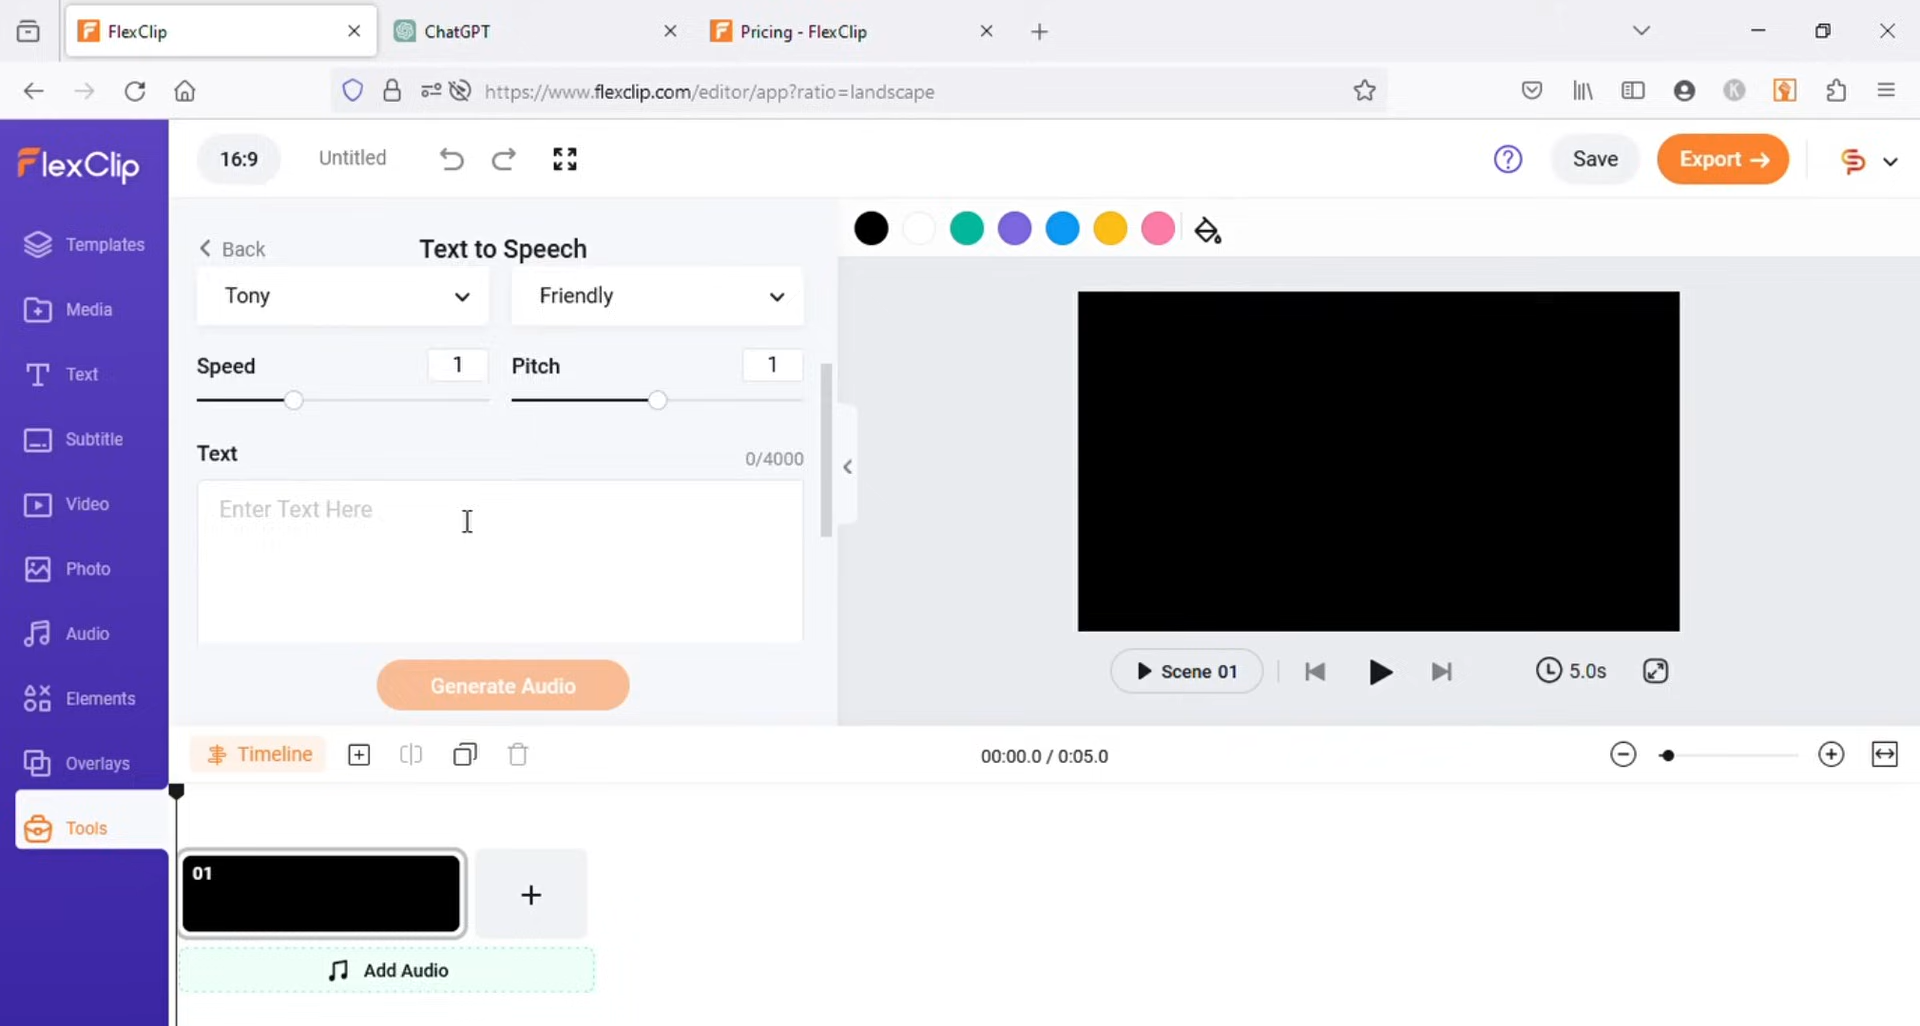 FlexClip
ChatGPT
Pricing - FlexClip
https://www.flexclip.com/editor/app?ratio=landscape
FlexClip
16:9
Untitled
Save
Export →
Templates
Media
Text
Subtitle
Video
Photo
Audio
Elements
Overlays
Tools
Back
Text to Speech
Tony
Friendly
Speed
1
Pitch
1
Text
0/4000
Enter Text Here
Generate Audio
Scene 01
5.0s
Timeline
00:00.0 / 0:05.0
01
+
Add Audio